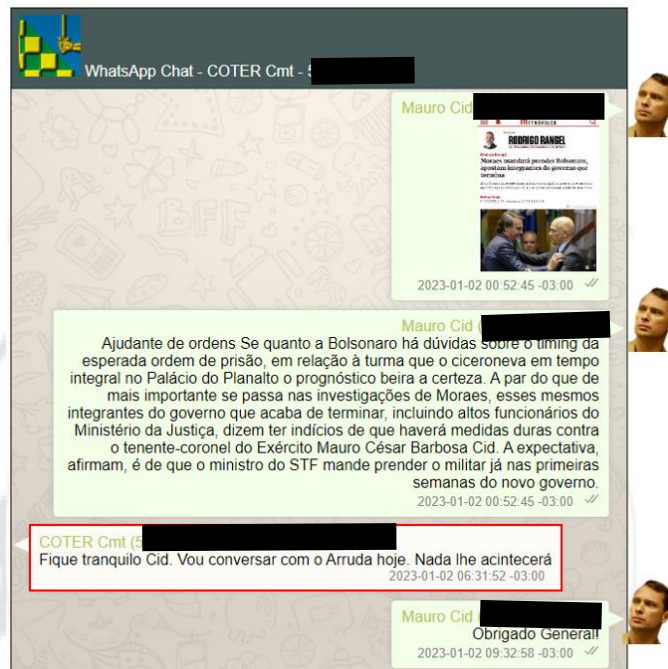 WhatsApp Chat - COTER Cmt - 5
Mauro Cid
METRÓPOLES
RODRIGO RANGEL
Moraes mandará prender Bolsonaro,
apostam integrantes do governo que
termina
2023-01-02 00:52:45 -03:00
Mauro Cid (
Ajudante de ordens Se quanto a Bolsonaro há dúvidas sobre o timing da
esperada ordem de prisão, em relação à turma que o ciceroneva em tempo
integral no Palácio do Planalto o prognóstico beira a certeza. A par do que de
mais importante se passa nas investigações de Moraes, esses mesmos
integrantes do governo que acaba de terminar, incluindo altos funcionários do
Ministério da Justiça, dizem ter indícios de que haverá medidas duras contra
o tenente-coronel do Exército Mauro César Barbosa Cid. A expectativa,
afirmam, é de que o ministro do STF mande prender o militar já nas primeiras
semanas do novo governo.
2023-01-02 00:52:45 -03:00
COTER Cmt (5
Fique tranquilo Cid. Vou conversar com o Arruda hoje. Nada lhe acintecerá
2023-01-02 06:31:52 -03:00
Mauro Cid (
Obrigado General!
2023-01-02 09:32:58 -03:00